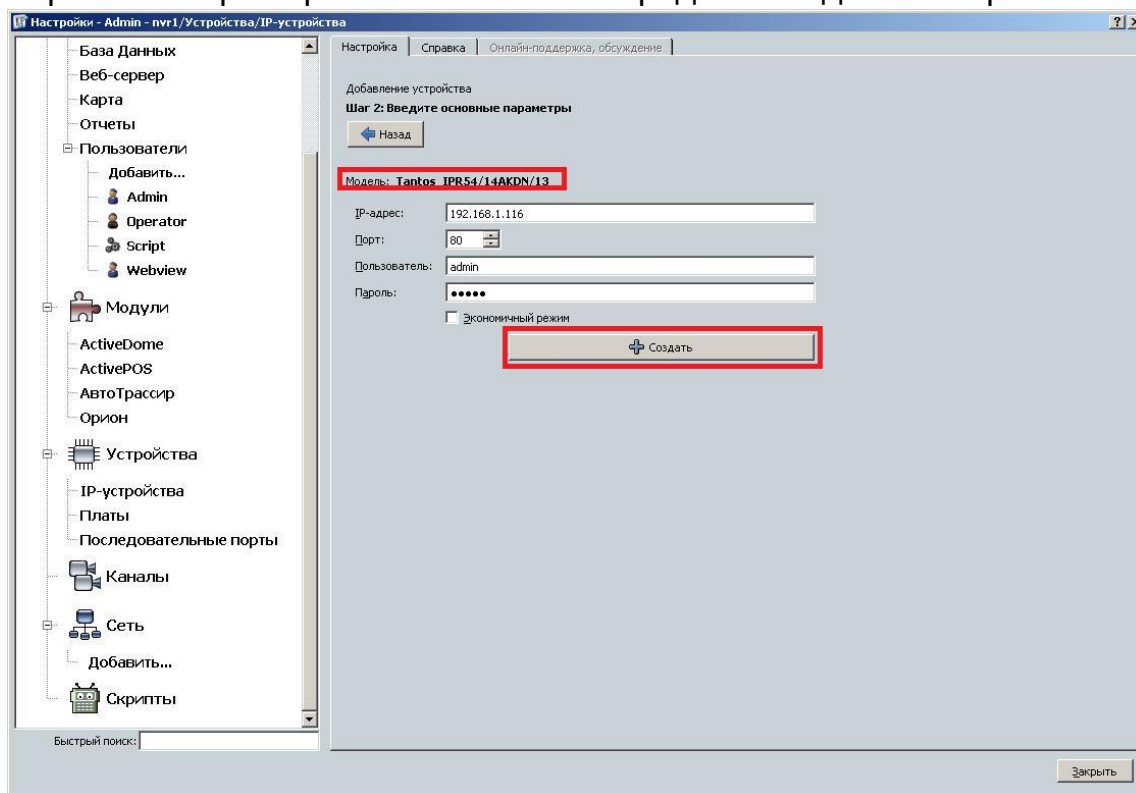 Настройки - Admin - nvr1/Устройства/IP-устройства
База Данных
Веб-сервер
Карта
Отчеты
Пользователи
Добавить...
Admin
Operator
Script
Webview
Модули
ActiveDome
ActivePOS
АвтоТрассир
Орион
Устройства
IP-устройства
Платы
Последовательные порты
Каналы
Сеть
Добавить...
Скрипты
Быстрый поиск:
Настройка Справка Онлайн-поддержка, обсуждение
Добавление устройства
Шаг 2: Введите основные параметры
Назад
Модель: Tantos IPR54/14AKDN/13
IP-адрес: 192.168.1.116
Порт: 80
Пользователь: admin
Пароль: •••••
Экономичный режим
Создать
Закрыть